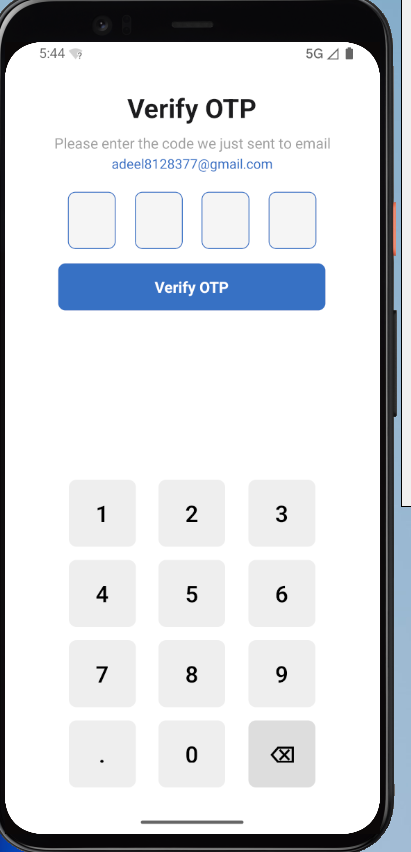 5:44
5G
Verify OTP
Please enter the code we just sent to email
adeel8128377@gmail.com
Verify OTP
1 2 3
4 5 6
7 8 9
. 0